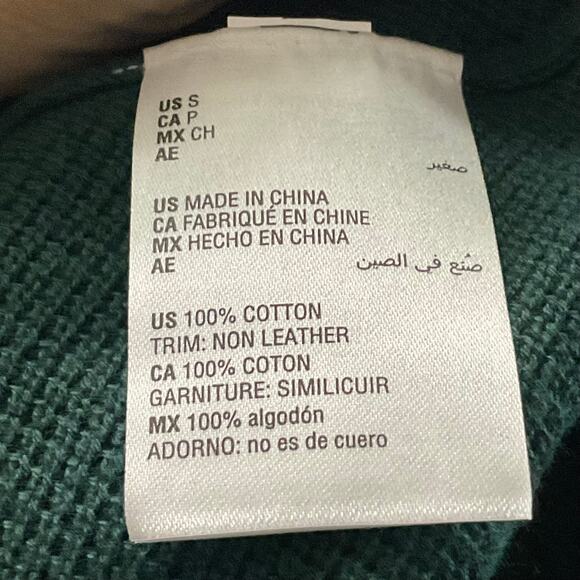 US S
CA P
MX CH
AE
صغير
US MADE IN CHINA
CA FABRIQUÉ EN CHINE
MX HECHO EN CHINA
AE صُنع في الصين
US 100% COTTON
TRIM: NON LEATHER
CA 100% COTON
GARNITURE: SIMILICUIR
MX 100% algodón
ADORNO: no es de cuero